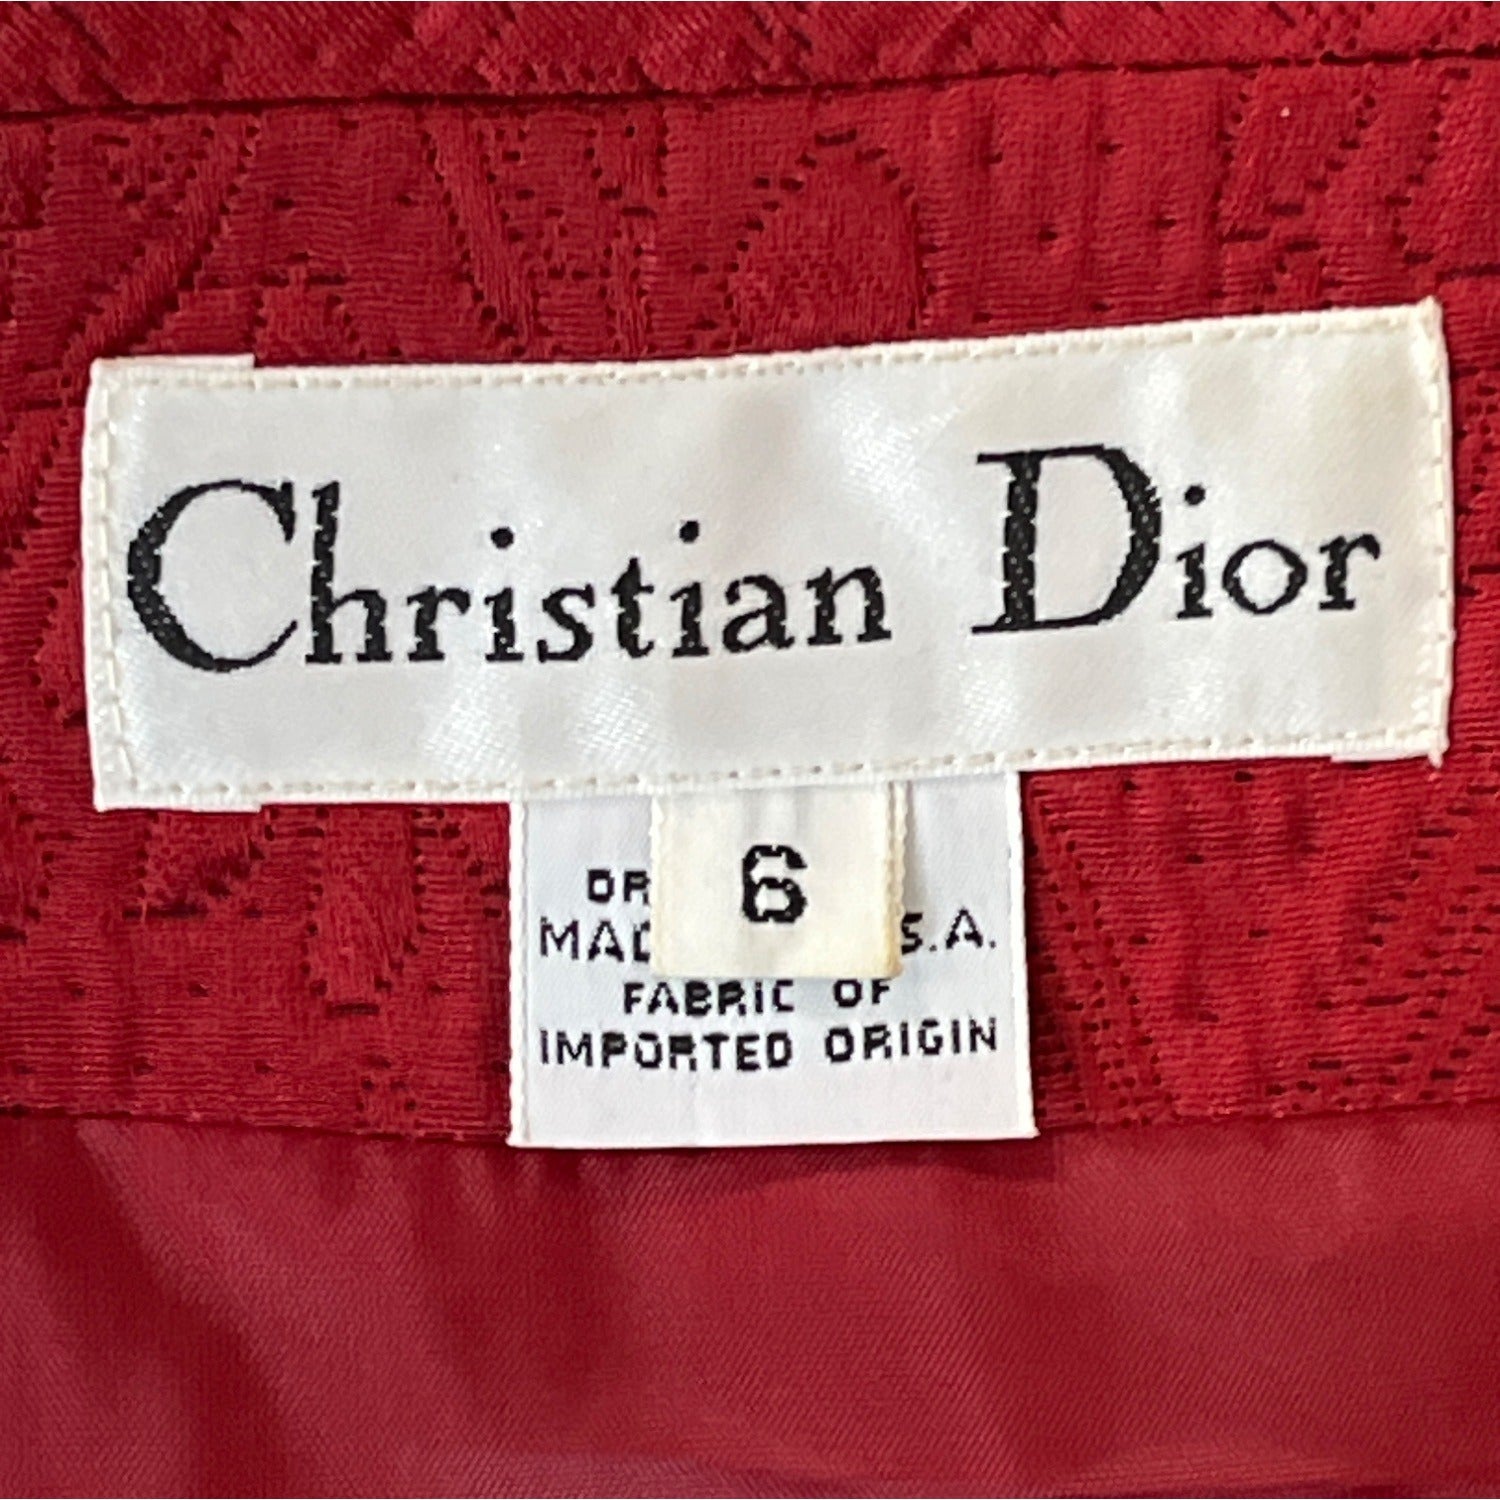 Christian Dior
6
S.A.
FABRIC OF
IMPORTED ORIGIN